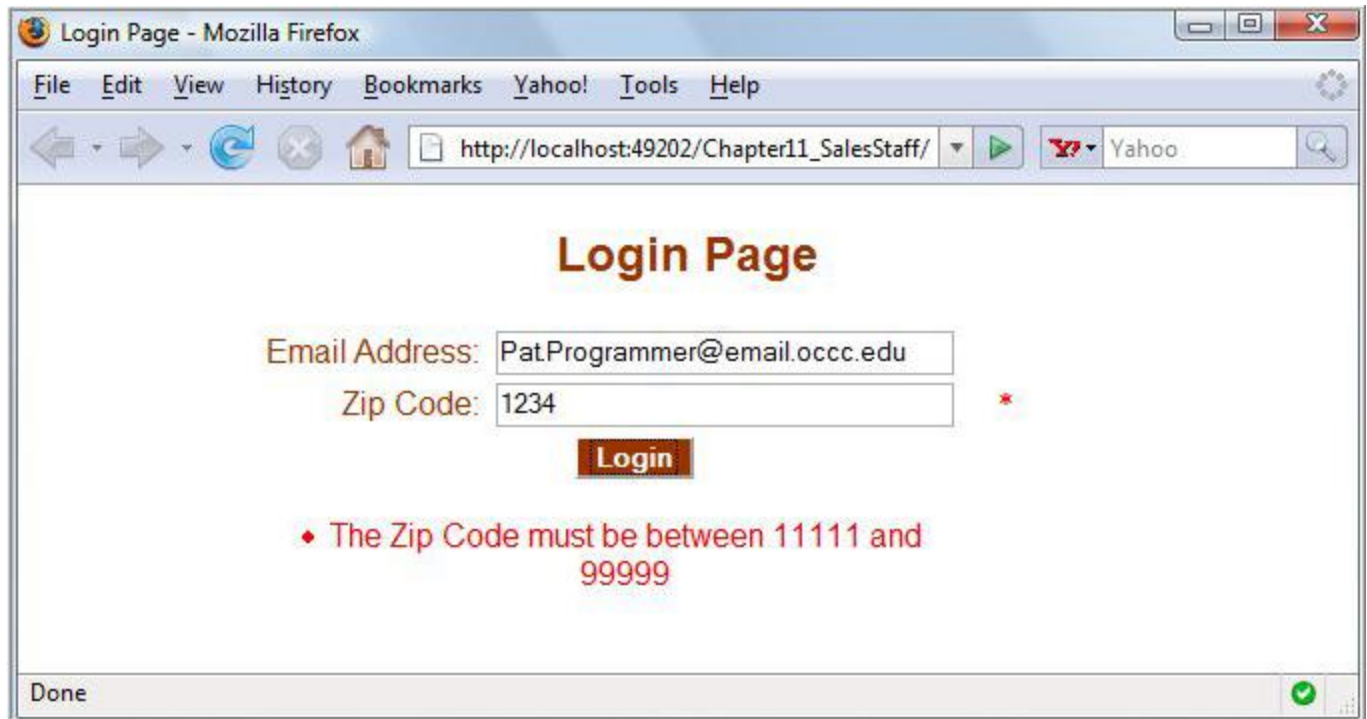 Login Page - Mozilla Firefox
File Edit View History Bookmarks Yahoo! Tools Help
http://localhost:49202/Chapter11_SalesStaff/ Y! Yahoo
Login Page
Email Address: Pat.Programmer@email.occc.edu
Zip Code: 1234 *
Login
• The Zip Code must be between 11111 and
99999
Done